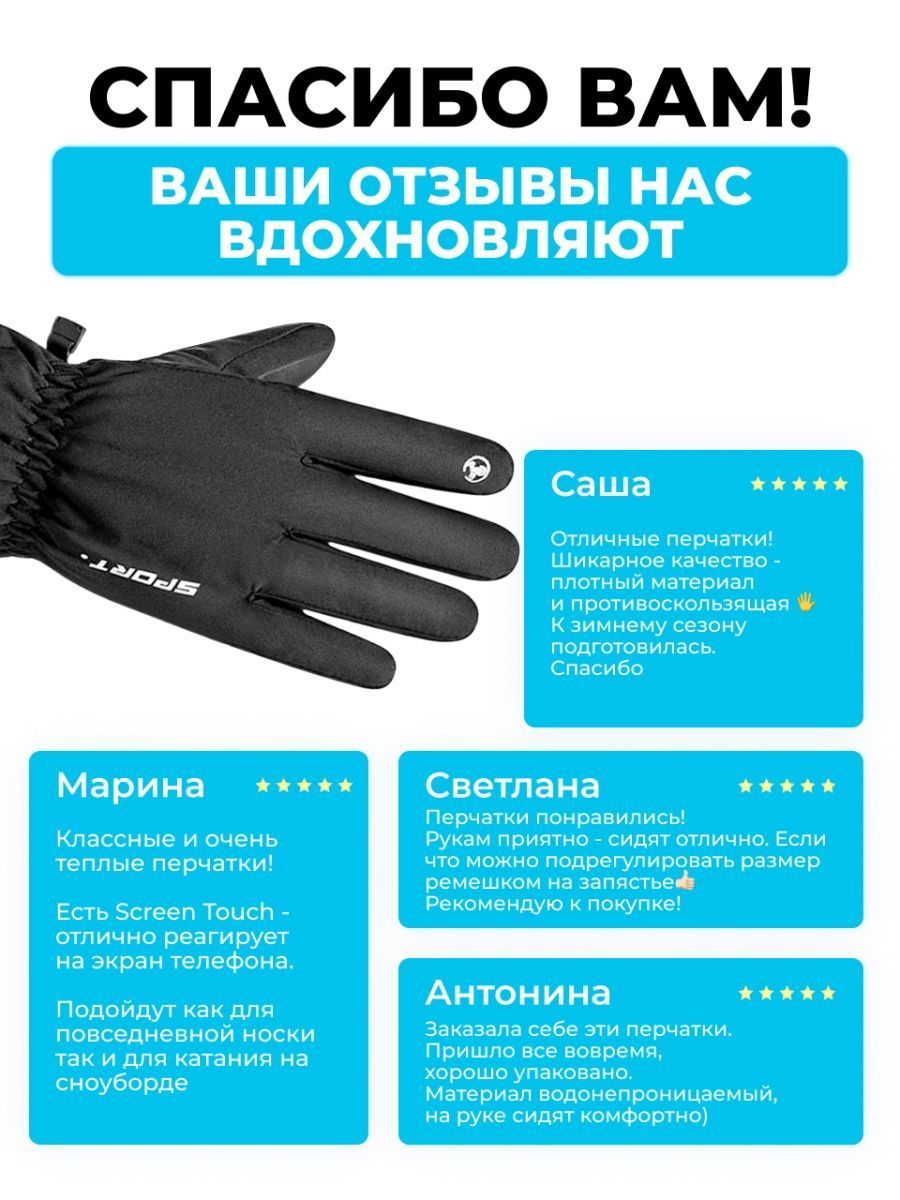 СПАСИБО ВАМ!
ВАШИ ОТЗЫВЫ НАС
ВДОХНОВЛЯЮТ
SPORT.
Саша
Отличные перчатки!
Шикарное качество -
плотный материал
и противоскользящая 🖐
К зимнему сезону
подготовилась.
Спасибо
Марина
Классные и очень
теплые перчатки!
Есть Screen Touch -
отлично реагирует
на экран телефона.
Подойдут как для
повседневной носки
так и для катания на
сноуборде
Светлана
Перчатки понравились!
Рукам приятно - сидят отлично. Если
что можно подрегулировать размер
ремешком на запястье👍🏻
Рекомендую к покупке!
Антонина
Заказала себе эти перчатки.
Пришло все вовремя,
хорошо упаковано.
Материал водонепроницаемый,
на руке сидят комфортно)